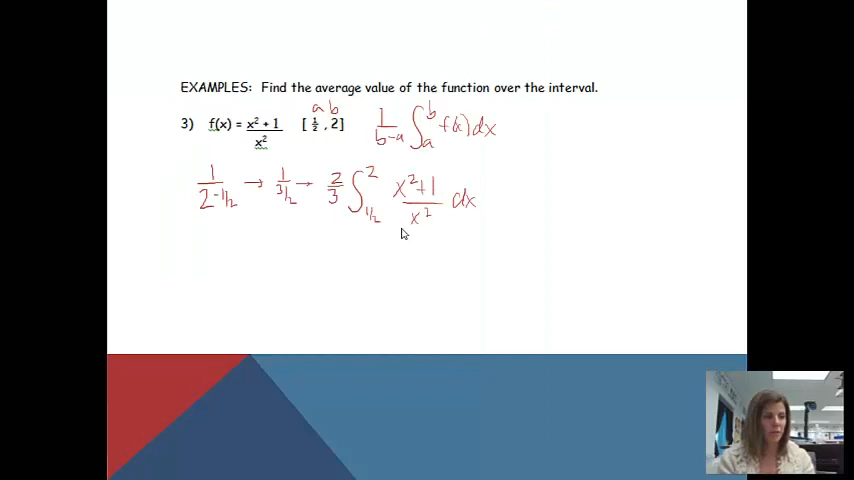 EXAMPLES: Find the average value of the function over the interval.
3) f(x) = x² + 1 / x² [ ½ , 2 ] a b 1/(b-a) ∫ₐᵇ f(x) dx
1/(2-1/2) → 1/(3/2) → 2/3 ∫_{1/2}^{2} (x²+1)/x² dx